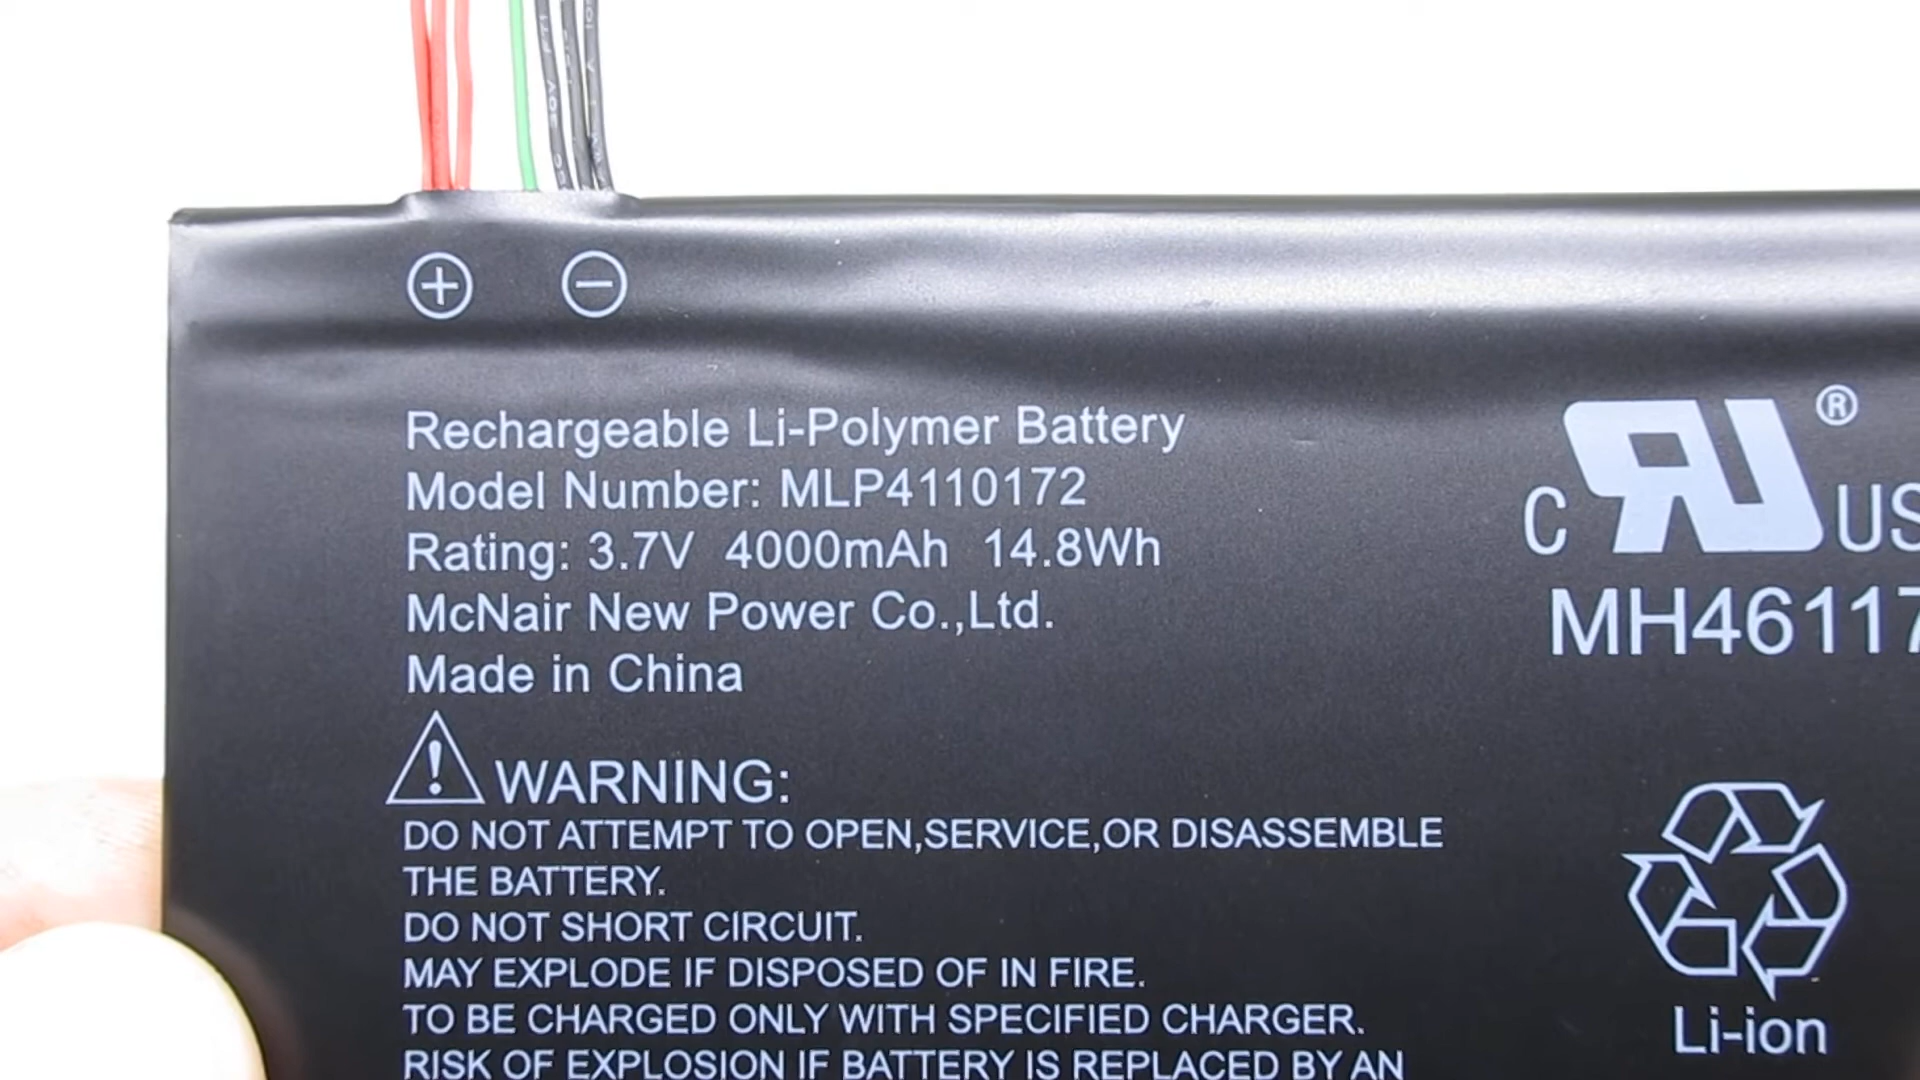 Rechargeable Li-Polymer Battery
Model Number: MLP4110172
Rating: 3.7V 4000mAh 14.8Wh
McNair New Power Co.,Ltd.
Made in China
WARNING:
DO NOT ATTEMPT TO OPEN,SERVICE,OR DISASSEMBLE
THE BATTERY.
DO NOT SHORT CIRCUIT.
MAY EXPLODE IF DISPOSED OF IN FIRE.
TO BE CHARGED ONLY WITH SPECIFIED CHARGER.
RISK OF EXPLOSION IF BATTERY IS REPLACED BY AN
C RU® US
MH46117
Li-ion